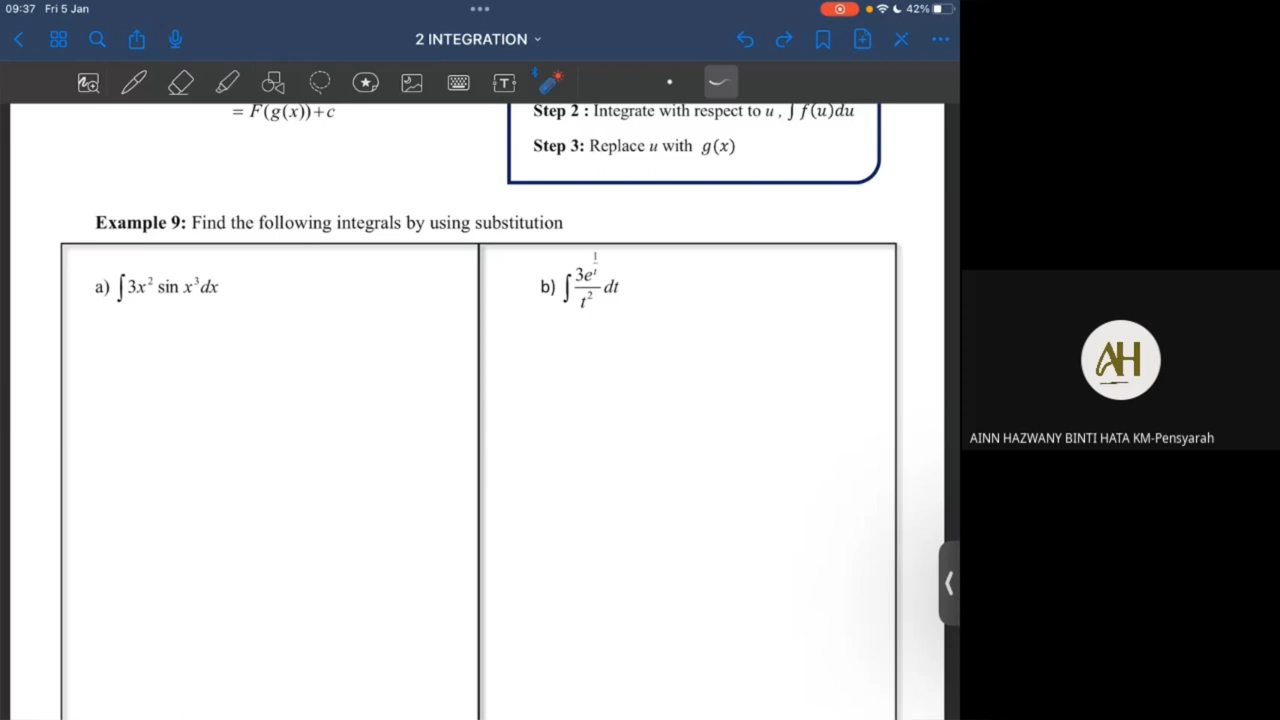 09:37 Fri 5 Jan
42%
2 INTEGRATION
= F(g(x))+c
Step 2 : Integrate with respect to u , ∫ f(u)du
Step 3: Replace u with g(x)
Example 9: Find the following integrals by using substitution
a) ∫3x² sin x³dx
b) ∫ 3e^(1/t) / t² dt
AH
AINN HAZWANY BINTI HATA KM-Pensyarah